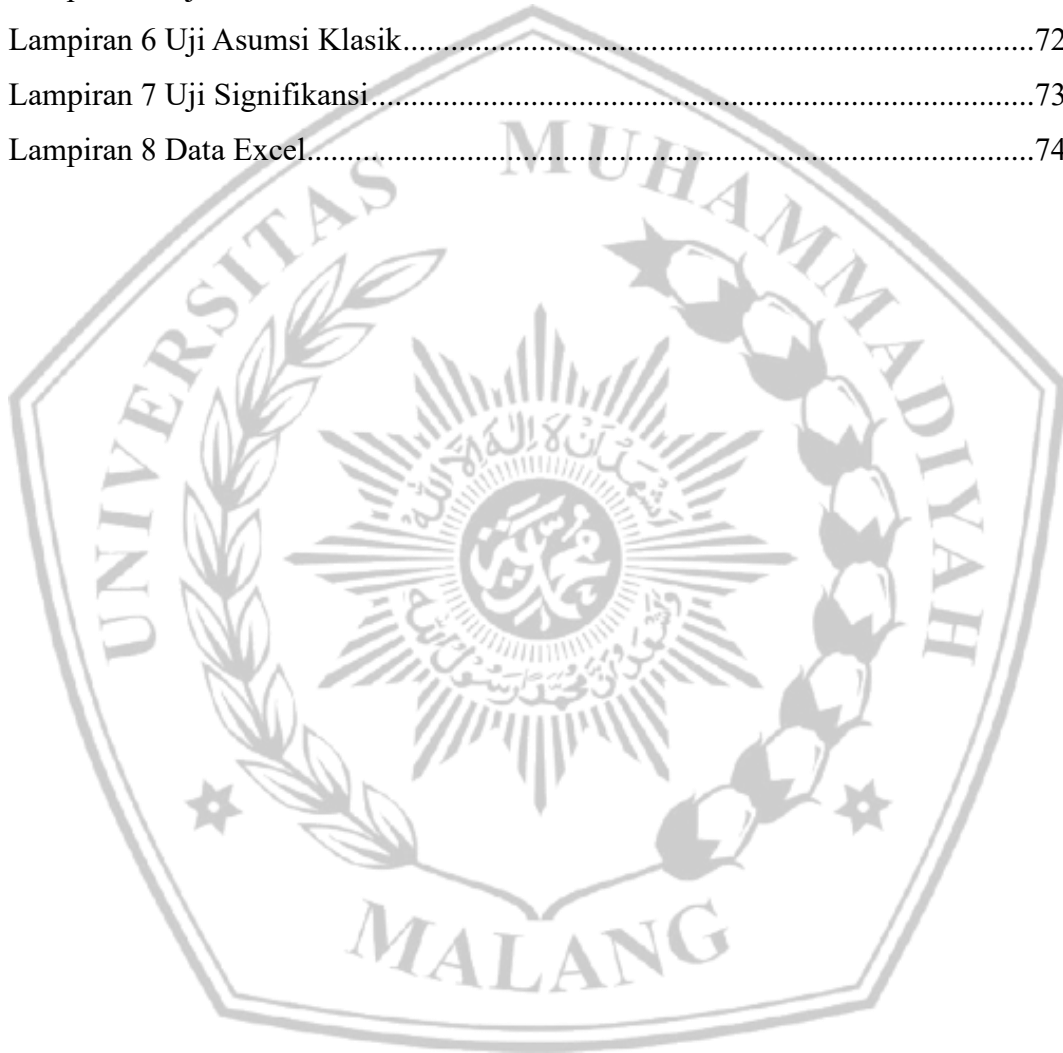 Lampiran 6 Uji Asumsi Klasik....................................................................................72
Lampiran 7 Uji Signifikansi........................................................................................73
Lampiran 8 Data Excel................................................................................................74
UNIVERSITAS MUHAMMADIYAH
MALANG